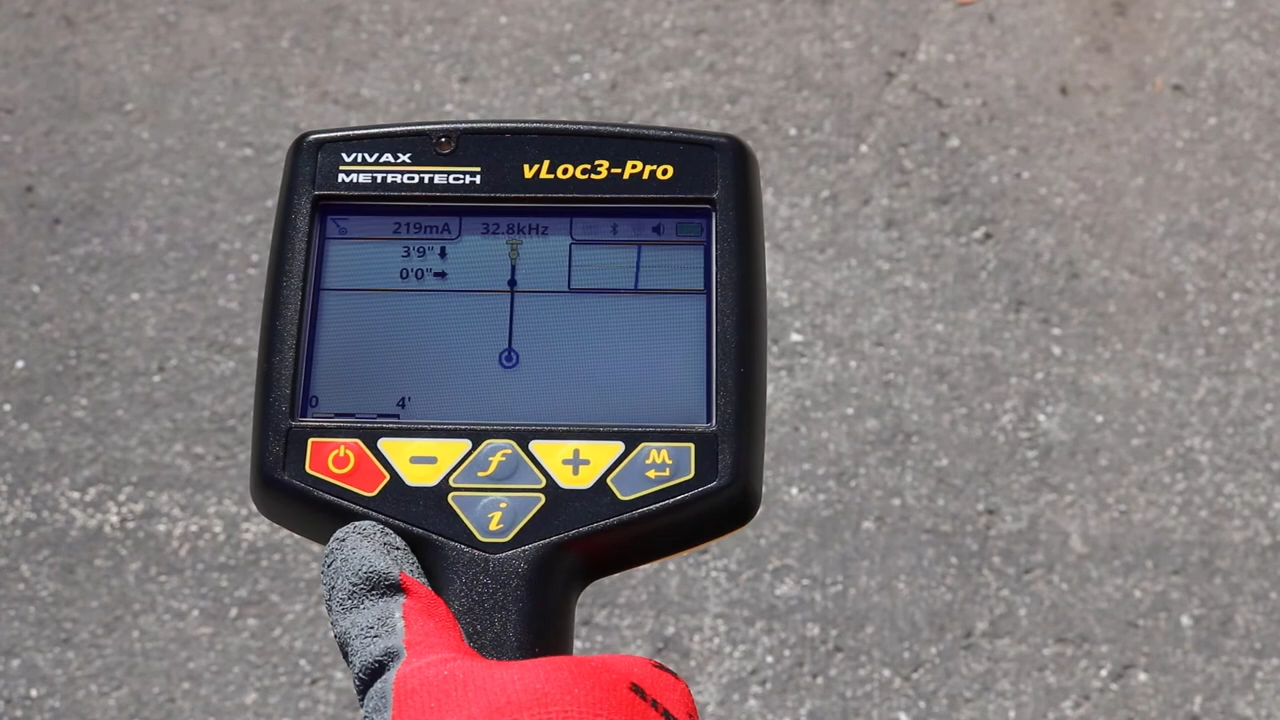 VIVAX
METROTECH
vLoc3-Pro
219mA
32.8kHz
3'9"⬇
0'0"➡
0
4'
f
i